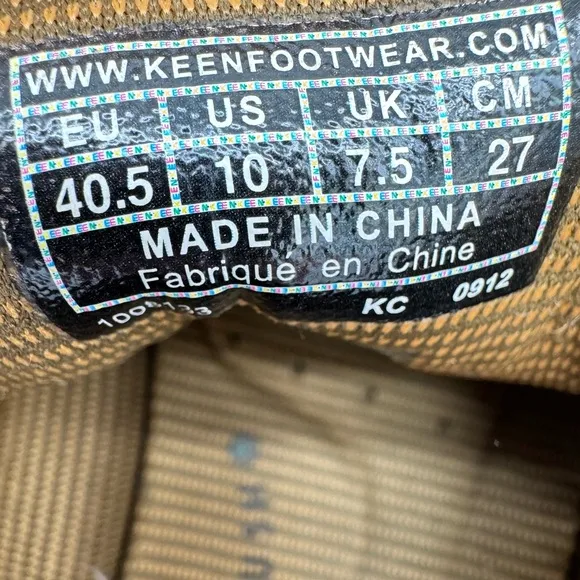 WWW.KEENFOOTWEAR.COM
EU US UK CM
40.5 10 7.5 27
MADE IN CHINA
Fabriqué en Chine
KC 0912